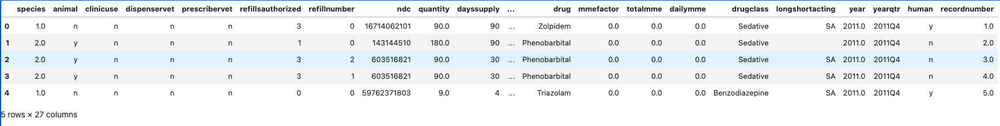 species animal clinicuse dispenservet prescribervet refillsauthorized refillnumber ndc quantity dayssupply ... drug mmefactor totalmme dailymme drugclass longshortacting year yearqtr human recordnumber
0 1.0 n n n n 3 0 16714062101 90.0 90 ... Zolpidem 0.0 0.0 0.0 Sedative SA 2011.0 2011Q4 y 1.0
1 2.0 y n n n 1 0 143144510 180.0 90 ... Phenobarbital 0.0 0.0 0.0 Sedative 2011.0 2011Q4 n 2.0
2 2.0 y n n n 3 2 603516821 90.0 30 ... Phenobarbital 0.0 0.0 0.0 Sedative SA 2011.0 2011Q4 n 3.0
3 2.0 y n n n 3 1 603516821 90.0 30 ... Phenobarbital 0.0 0.0 0.0 Sedative SA 2011.0 2011Q4 n 4.0
4 1.0 n n n n 0 0 59762371803 9.0 4 ... Triazolam 0.0 0.0 0.0 Benzodiazepine SA 2011.0 2011Q4 y 5.0
5 rows × 27 columns